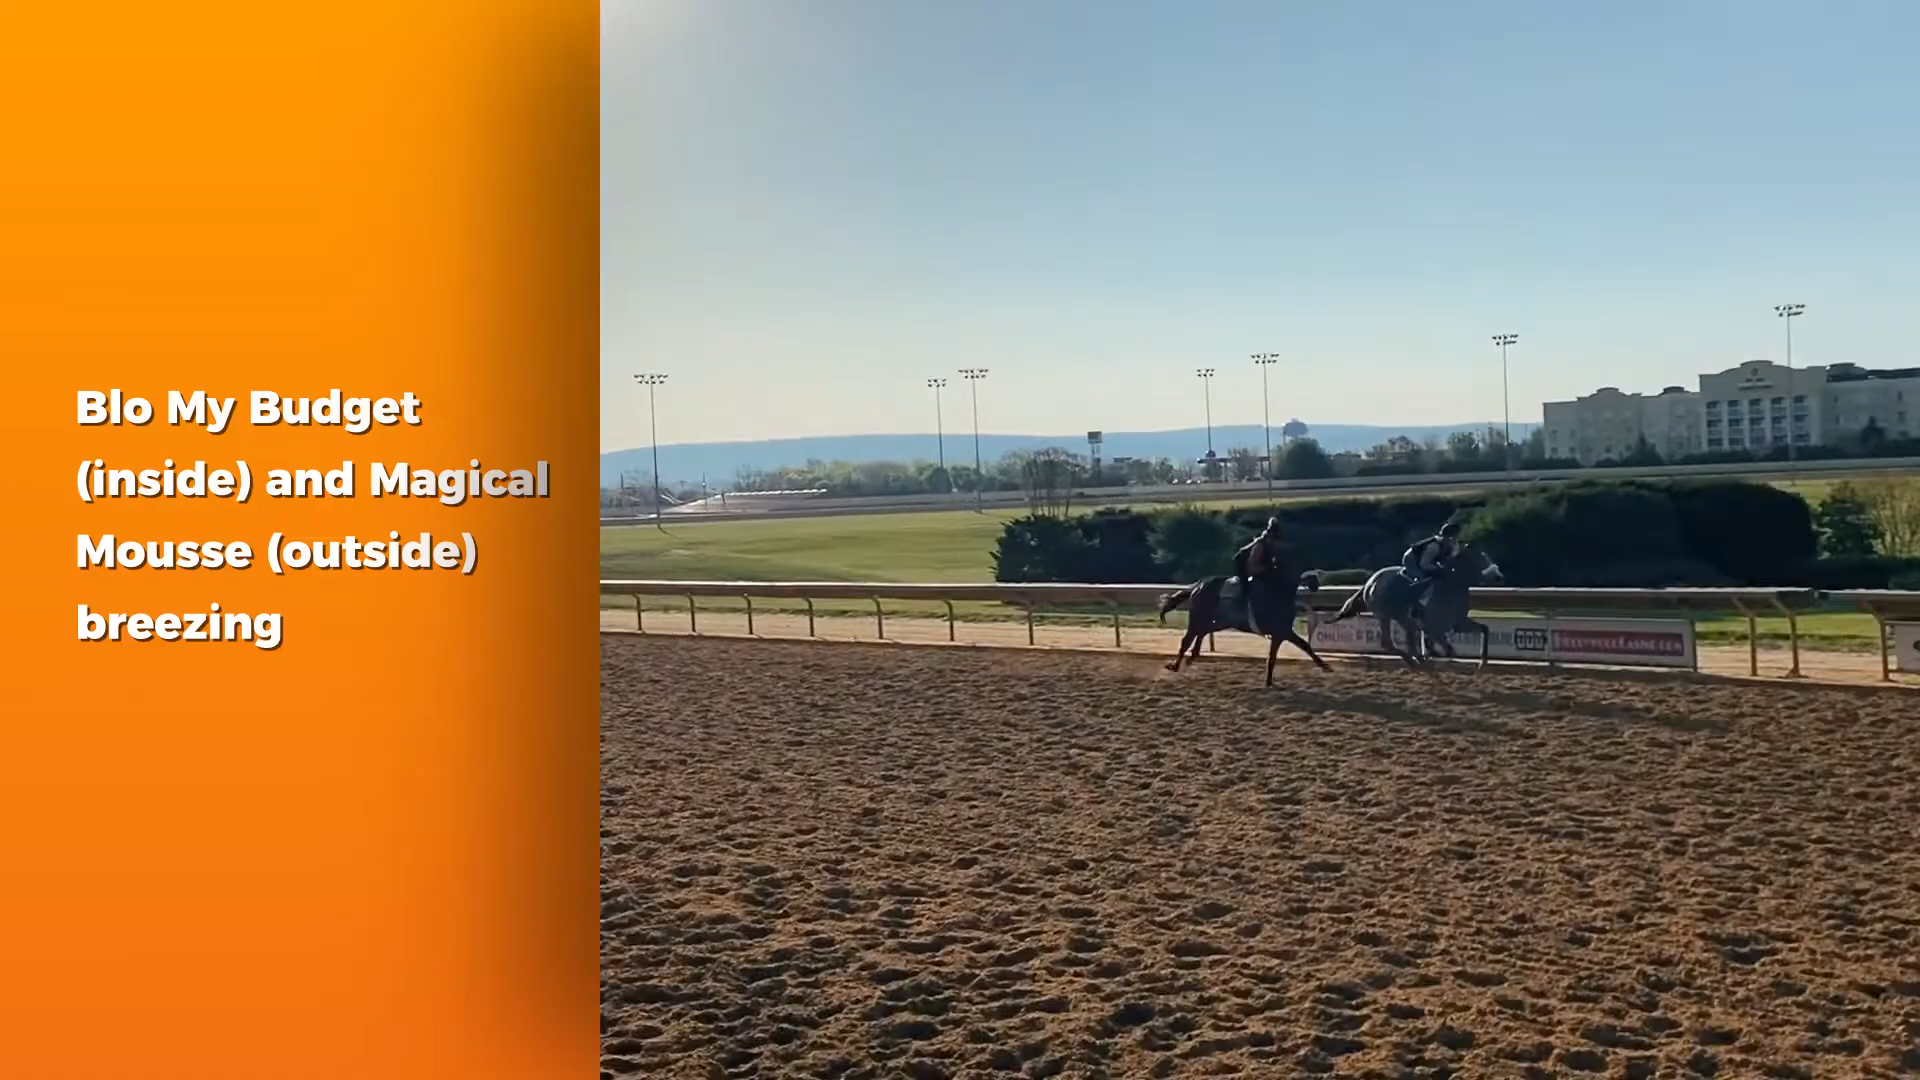 Blo My Budget
(inside) and Magical
Mousse (outside)
breezing